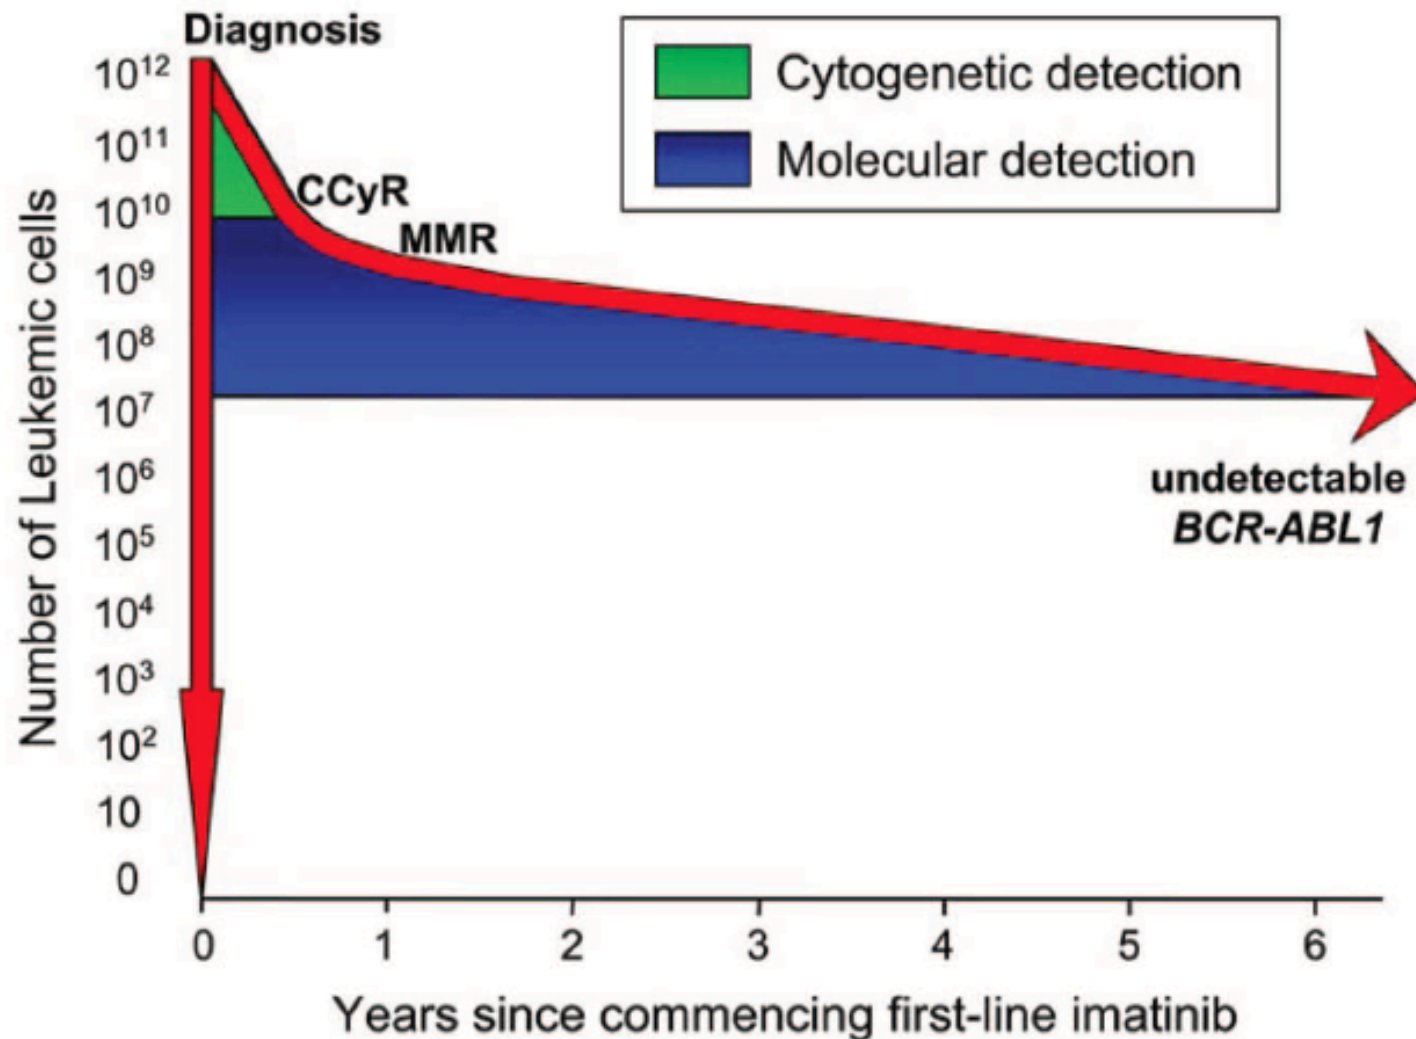 Diagnosis
Cytogenetic detection
Molecular detection
10¹²
10¹¹
10¹⁰
10⁹
10⁸
10⁷
10⁶
10⁵
10⁴
10³
10²
10
0
Number of Leukemic cells
CCyR
MMR
undetectable
BCR-ABL1
0 1 2 3 4 5 6
Years since commencing first-line imatinib